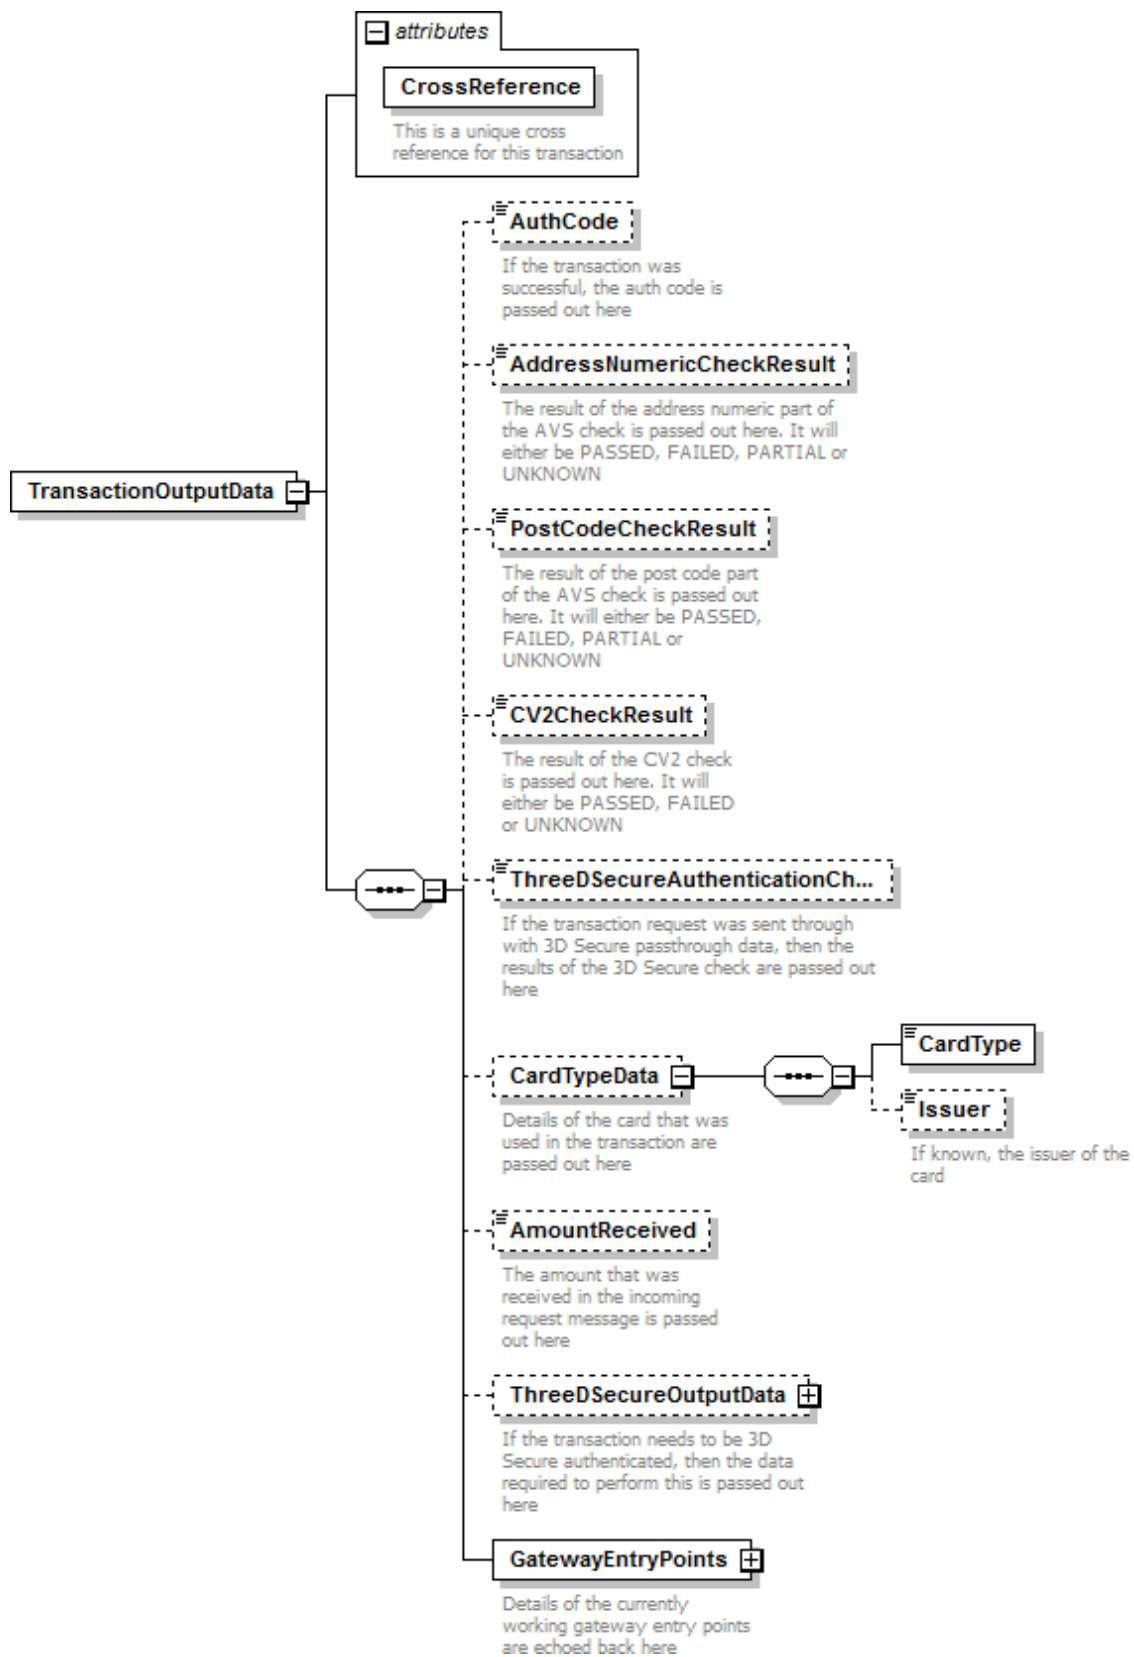 attributes
CrossReference
This is a unique cross
reference for this transaction
AuthCode
If the transaction was
successful, the auth code is
passed out here
AddressNumericCheckResult
The result of the address numeric part of
the AVS check is passed out here. It will
either be PASSED, FAILED, PARTIAL or
UNKNOWN
TransactionOutputData
PostCodeCheckResult
The result of the post code part
of the AVS check is passed out
here. It will either be PASSED,
FAILED, PARTIAL or
UNKNOWN
CV2CheckResult
The result of the CV2 check
is passed out here. It will
either be PASSED, FAILED
or UNKNOWN
ThreeDSecureAuthenticationCh...
If the transaction request was sent through
with 3D Secure passthrough data, then the
results of the 3D Secure check are passed out
here
CardTypeData
Details of the card that was
used in the transaction are
passed out here
CardType
Issuer
If known, the issuer of the
card
AmountReceived
The amount that was
received in the incoming
request message is passed
out here
ThreeDSecureOutputData
If the transaction needs to be 3D
Secure authenticated, then the data
required to perform this is passed out
here
GatewayEntryPoints
Details of the currently
working gateway entry points
are echoed back here